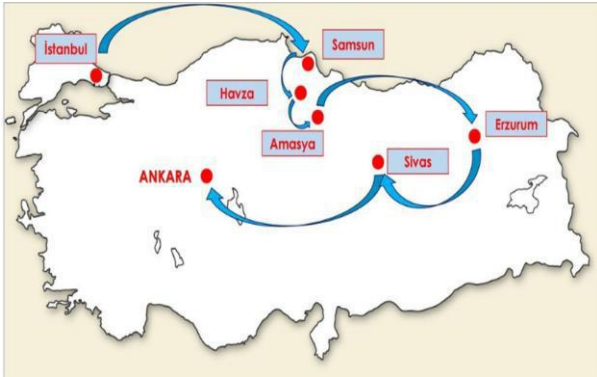 İstanbul
Samsun
Havza
Amasya
Erzurum
Sivas
ANKARA